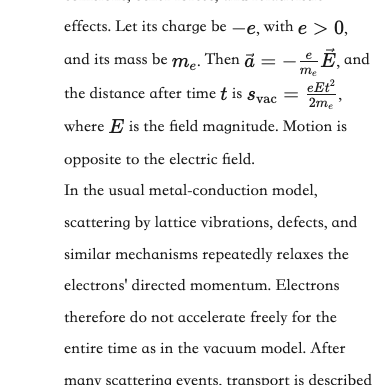 effects. Let its charge be −e, with e > 0,
and its mass be mₑ. Then a⃗ = −e/mₑ E⃗, and
the distance after time t is s_vac = eEt²/2mₑ,
where E is the field magnitude. Motion is
opposite to the electric field.
In the usual metal-conduction model,
scattering by lattice vibrations, defects, and
similar mechanisms repeatedly relaxes the
electrons' directed momentum. Electrons
therefore do not accelerate freely for the
entire time as in the vacuum model. After
many scattering events, transport is described